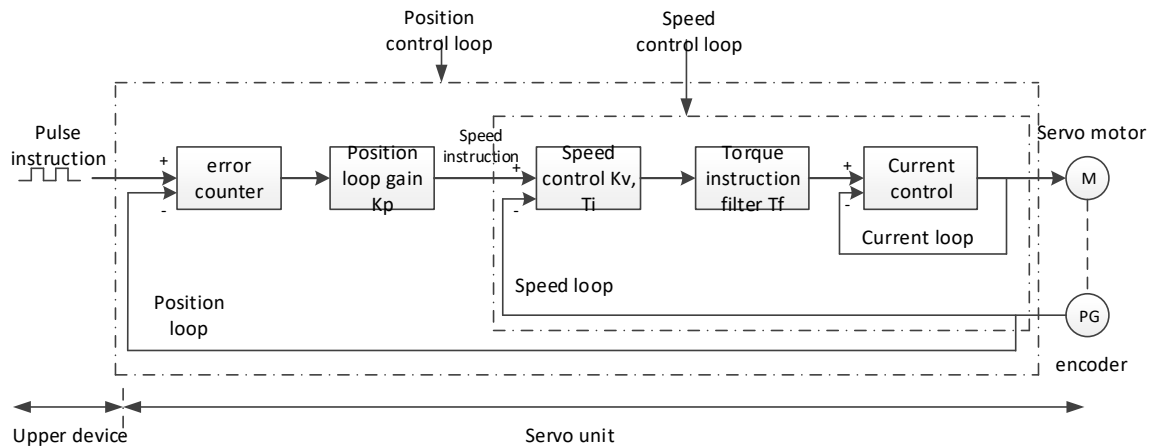 Position
control loop
Speed
control loop
Pulse
instruction
Speed
instruction
Servo motor
+
-
error
counter
Position
loop gain
Kp
+
-
Speed
control Kv,
Ti
Torque
instruction
filter Tf
+
-
Current
control
M
Current loop
Speed loop
Position
loop
PG
encoder
Upper device
Servo unit